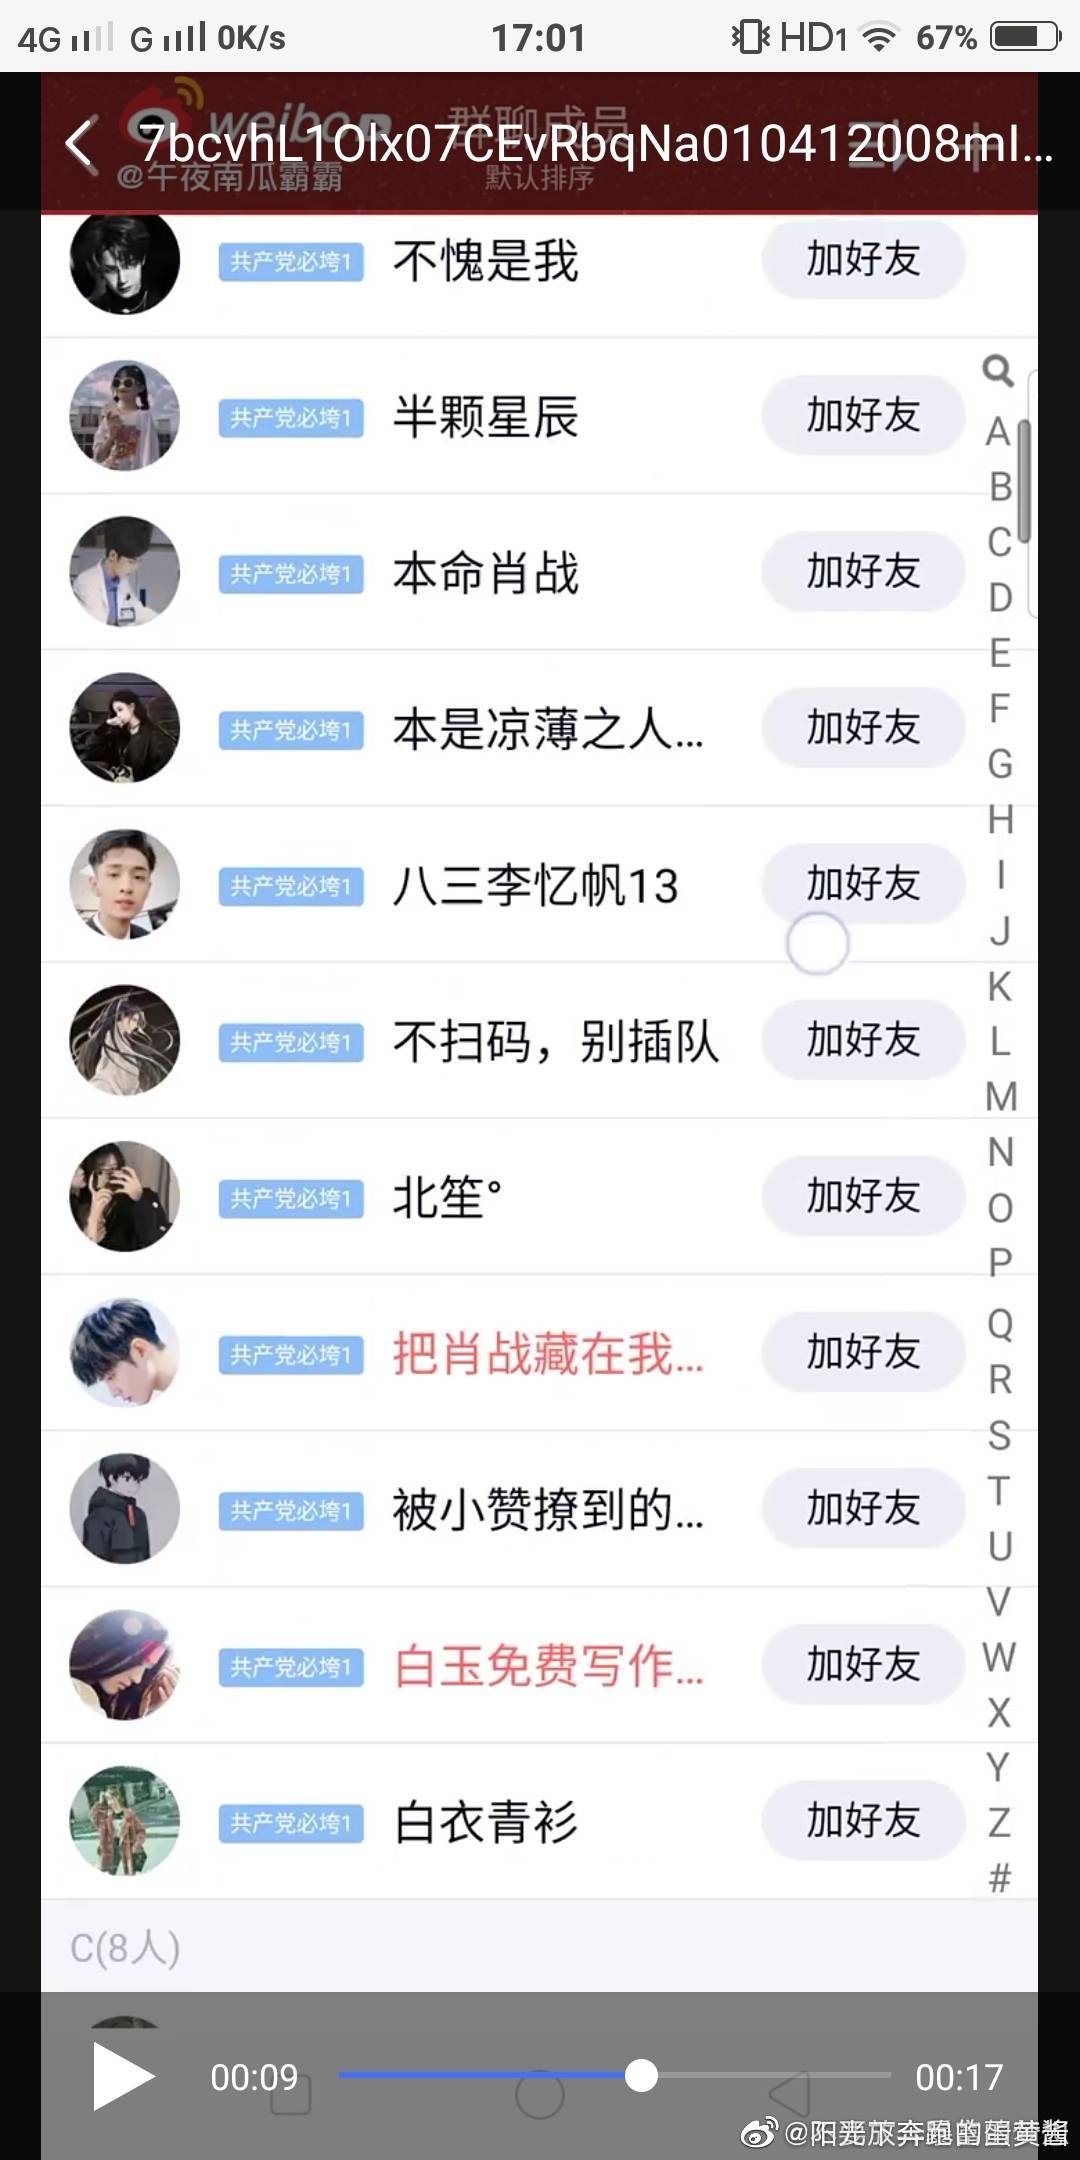 4G G 0K/s 17:01 HD1 67%
weibo 群聊成员
7bcvhL1Olx07CEvRbqNa010412008ml...
@午夜南瓜霸霸 默认排序
共产党必垮1 不愧是我 加好友
共产党必垮1 半颗星辰 加好友
A
B
共产党必垮1 本命肖战 加好友
C
D
E
共产党必垮1 本是凉薄之人... 加好友
F
G
H
共产党必垮1 八三李忆帆13 加好友
I
J
K
共产党必垮1 不扫码，别插队 加好友
L
M
N
共产党必垮1 北笙° 加好友
O
P
Q
共产党必垮1 把肖战藏在我... 加好友
R
S
共产党必垮1 被小赞撩到的... 加好友
T
U
V
共产党必垮1 白玉免费写作... 加好友
W
X
Y
共产党必垮1 白衣青衫 加好友
Z
#
C(8人)
00:09 00:17